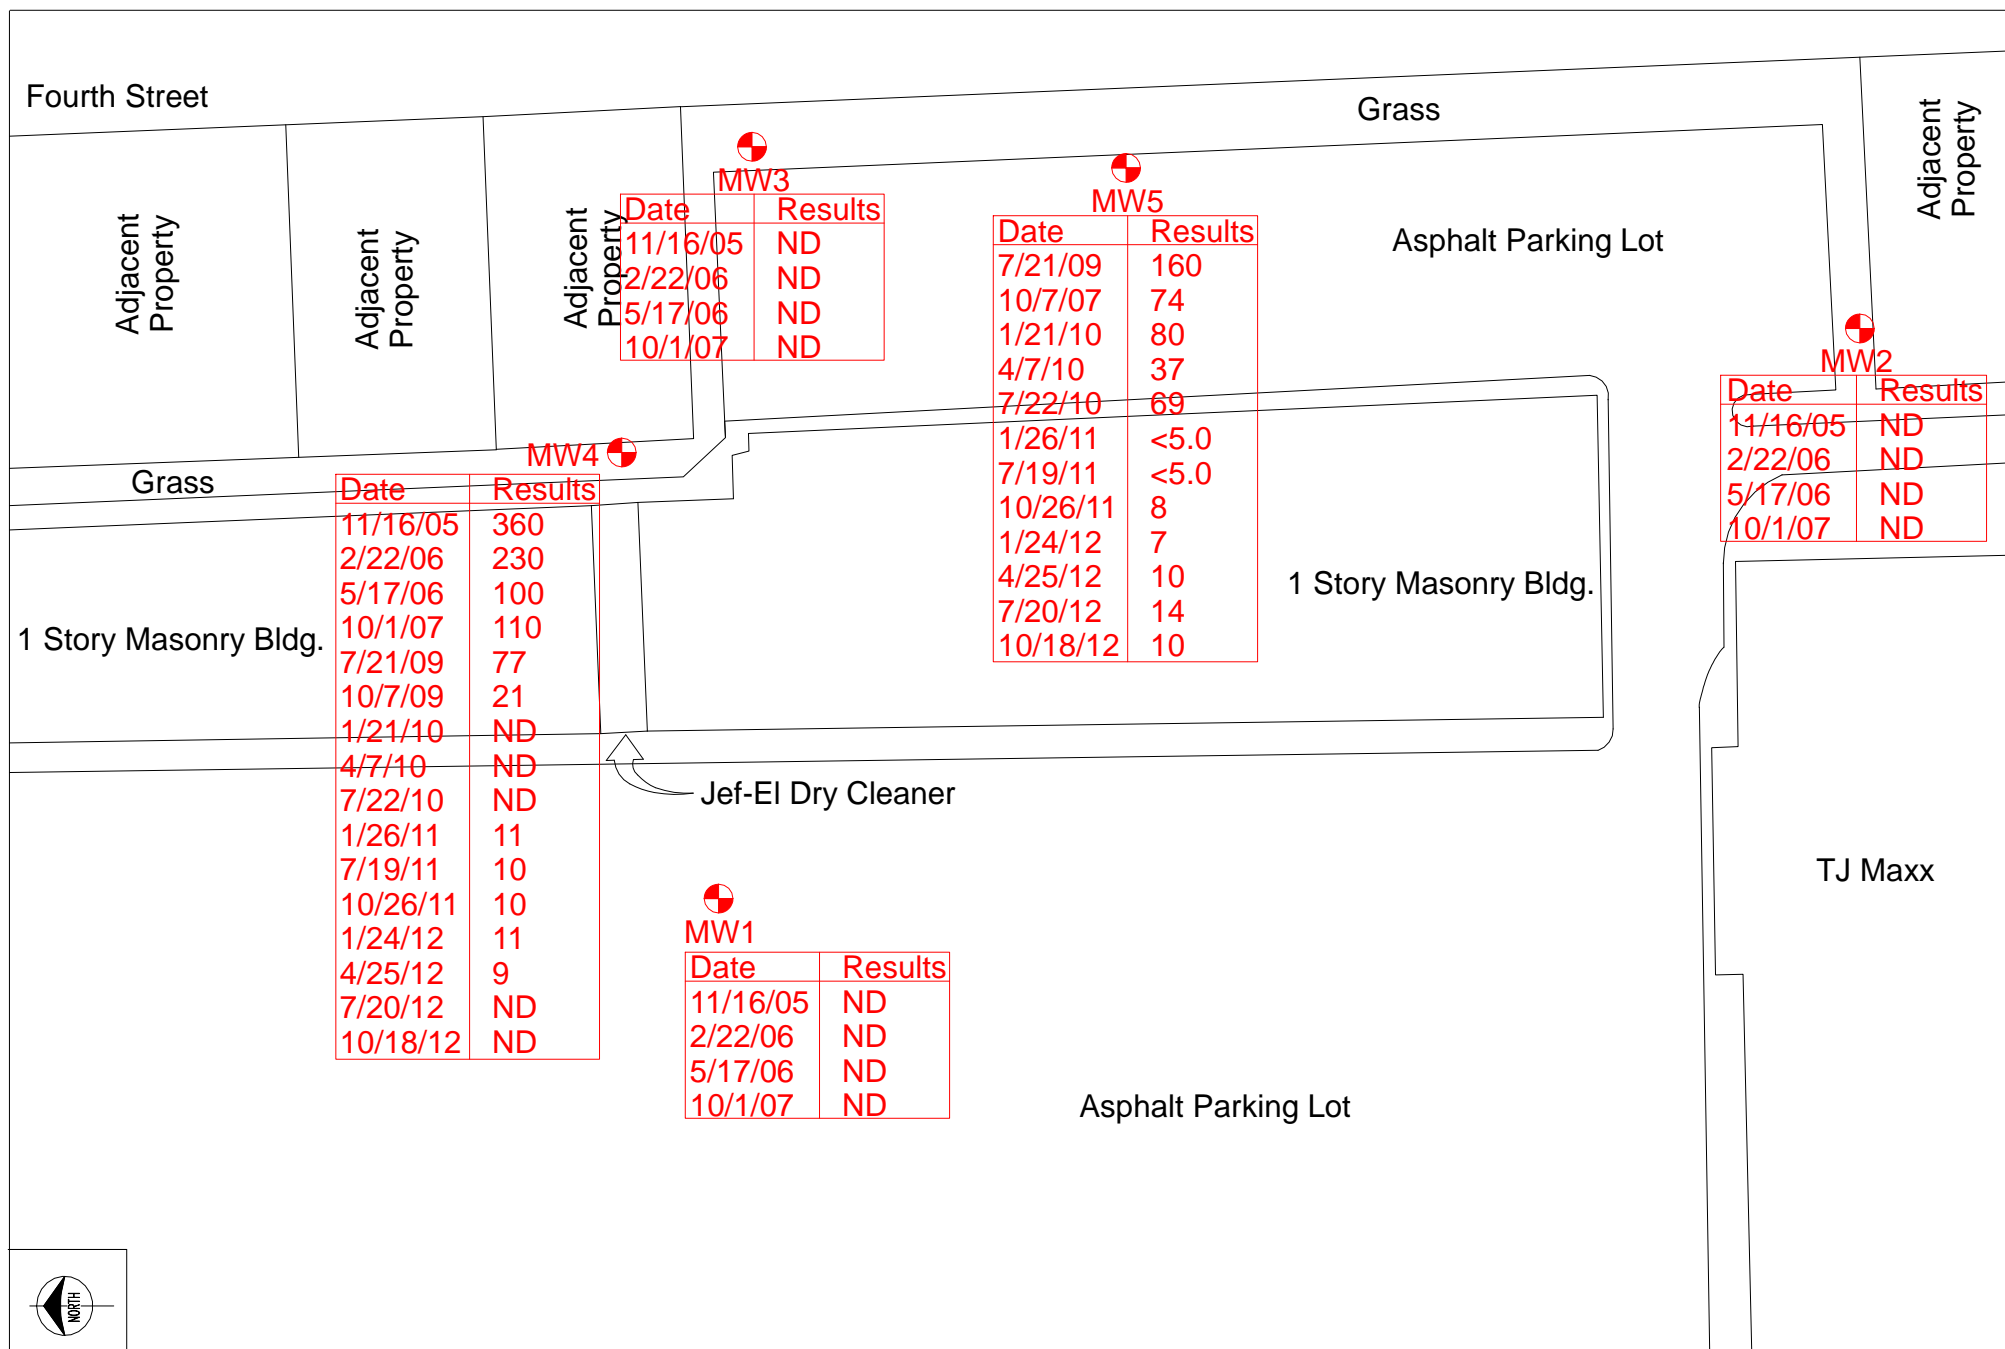 Fourth Street
Grass
Adjacent
Property
Adjacent
Property
Adjacent
Property
Adjacent
Property
MW3
Date Results
11/16/05 ND
2/22/06 ND
5/17/06 ND
10/1/07 ND
MW5
Date Results
7/21/09 160
10/7/07 74
1/21/10 80
4/7/10 37
7/22/10 69
1/26/11 <5.0
7/19/11 <5.0
10/26/11 8
1/24/12 7
4/25/12 10
7/20/12 14
10/18/12 10
Asphalt Parking Lot
MW2
Date Results
11/16/05 ND
2/22/06 ND
5/17/06 ND
10/1/07 ND
Grass
MW4
Date Results
11/16/05 360
2/22/06 230
5/17/06 100
10/1/07 110
7/21/09 77
10/7/09 21
1/21/10 ND
4/7/10 ND
7/22/10 ND
1/26/11 11
7/19/11 10
10/26/11 10
1/24/12 11
4/25/12 9
7/20/12 ND
10/18/12 ND
1 Story Masonry Bldg.
1 Story Masonry Bldg.
Jef-El Dry Cleaner
TJ Maxx
MW1
Date Results
11/16/05 ND
2/22/06 ND
5/17/06 ND
10/1/07 ND
Asphalt Parking Lot
NORTH